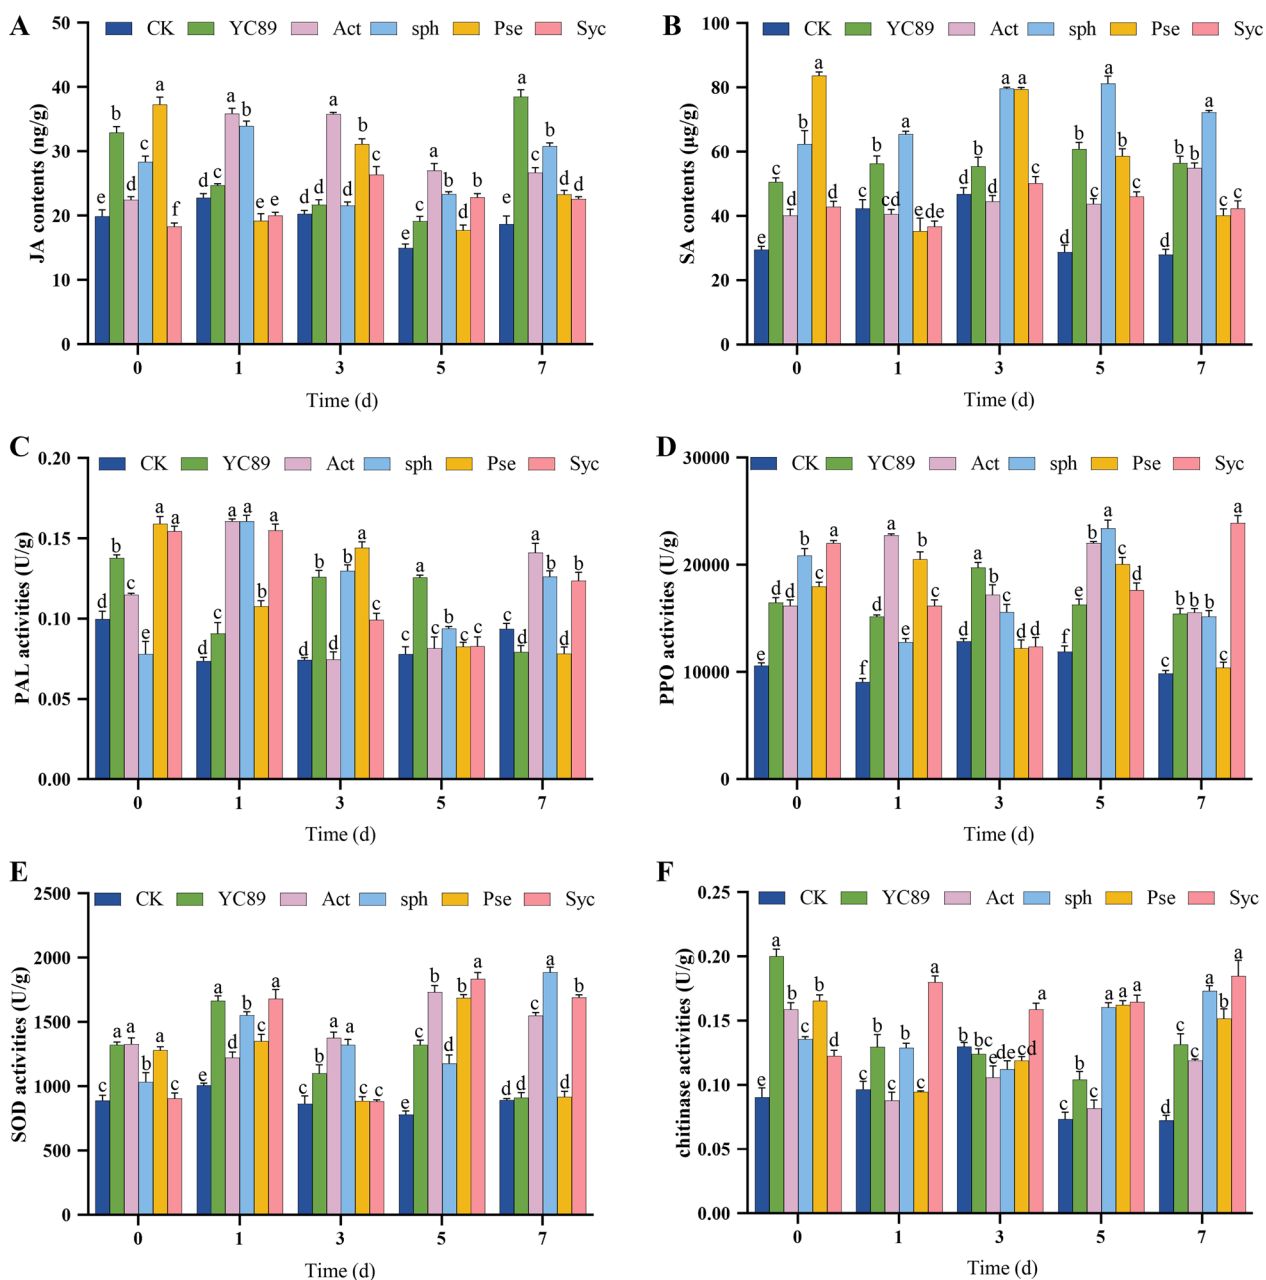 A
CK YC89 Act sph Pse Syc
JA contents (ng/g)
50
40
30
20
10
0
e b d c a f
d c a b e e
d d a d b c
e c a b d b
e a c b d d
0 1 3 5 7
Time (d)
B
CK YC89 Act sph Pse Syc
SA contents (μg/g)
100
80
60
40
20
0
e c d b a d
c b cd a e de
d b d a a c
d b c a b c
d b b a c c
0 1 3 5 7
Time (d)
C
CK YC89 Act sph Pse Syc
PAL activities (U/g)
0.20
0.15
0.10
0.05
0.00
d b c e a a
d c a a b a
d b d b a c
c a c b c c
c d a b d b
0 1 3 5 7
Time (d)
D
CK YC89 Act sph Pse Syc
PPO activities (U/g)
30000
20000
10000
0
e d d b c a
f d a e b c
d a b c d d
f e b a c d
c b b b c a
0 1 3 5 7
Time (d)
E
CK YC89 Act sph Pse Syc
SOD activities (U/g)
2500
2000
1500
1000
500
0
c a a b a c
e a d b c a
c b a a c c
e c b d b a
d d c a d b
0 1 3 5 7
Time (d)
F
CK YC89 Act sph Pse Syc
chitinase activities (U/g)
0.25
0.20
0.15
0.10
0.05
0.00
e a b c b d
c b c b c a
b bc e de cd a
c b c a a a
d c c a b a
0 1 3 5 7
Time (d)